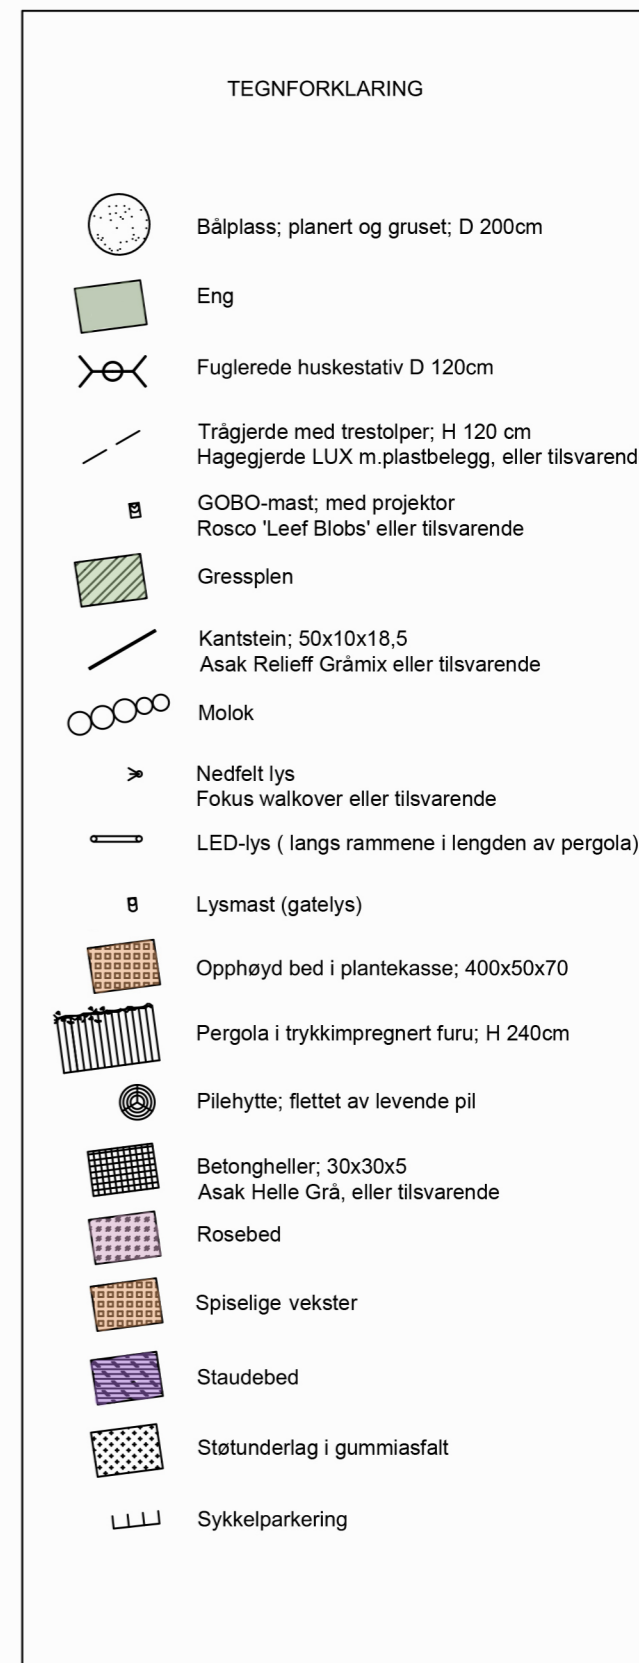 TEGNFORKLARING
Bålplass; planert og gruset; D 200cm
Eng
Fuglerede huskestativ D 120cm
Trågjerde med trestolper; H 120 cm
Hagegjerde LUX m.plastbelegg, eller tilsvarend
GOBO-mast; med projektor
Rosco 'Leef Blobs' eller tilsvarende
Gressplen
Kantstein; 50x10x18,5
Asak Relieff Gråmix eller tilsvarende
Molok
Nedfelt lys
Fokus walkover eller tilsvarende
LED-lys ( langs rammene i lengden av pergola)
Lysmast (gatelys)
Opphøyd bed i plantekasse; 400x50x70
Pergola i trykkimpregnert furu; H 240cm
Pilehytte; flettet av levende pil
Betongheller; 30x30x5
Asak Helle Grå, eller tilsvarende
Rosebed
Spiselige vekster
Staudebed
Støtunderlag i gummiasfalt
Sykkelparkering